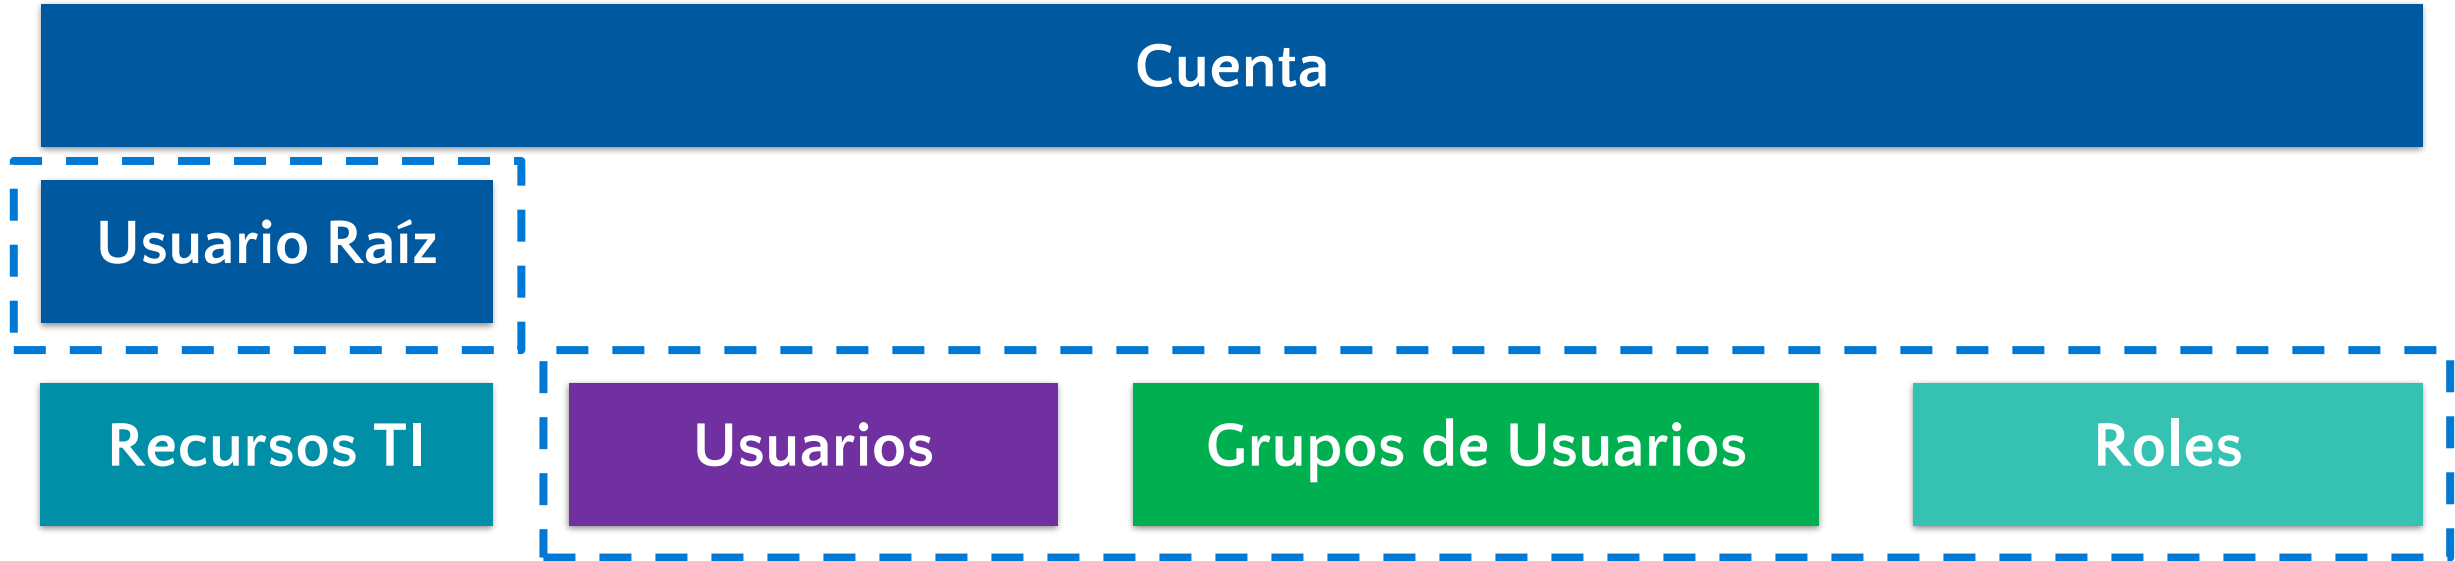 Cuenta
Usuario Raíz
Recursos TI
Usuarios
Grupos de Usuarios
Roles